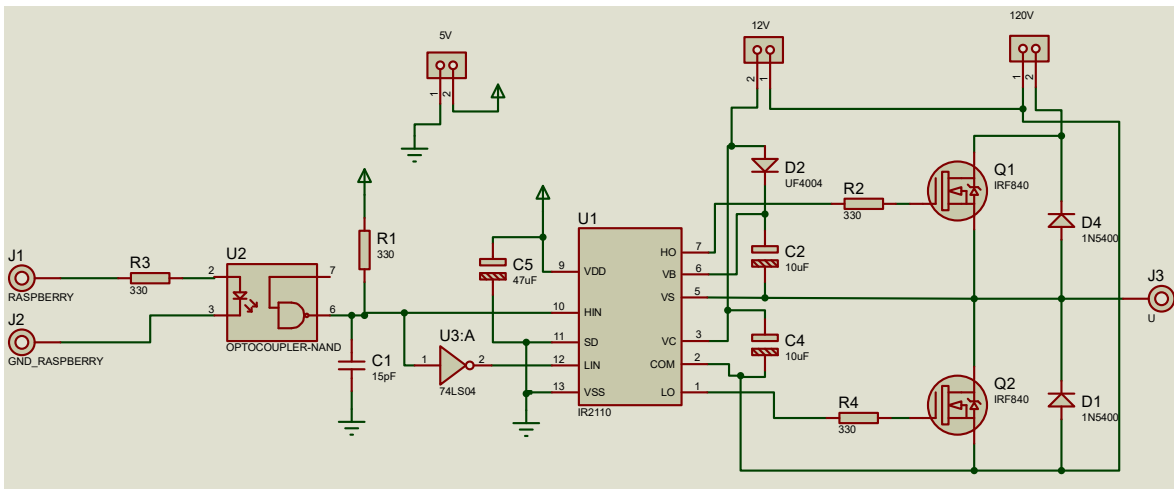 5V
1
2
12V
2
1
120V
1
2
J1
RASPBERRY
J2
GND_RASPBERRY
R3
330
U2
2
3
7
6
OPTOCOUPLER-NAND
R1
330
C1
15pF
U3:A
1
2
74LS04
C5
47uF
U1
9
10
11
12
13
VDD
HIN
SD
LIN
VSS
HO
VB
VS
VC
COM
LO
7
6
5
3
2
1
IR2110
D2
UF4004
C2
10uF
C4
10uF
R2
330
R4
330
Q1
IRF840
Q2
IRF840
D4
1N5400
D1
1N5400
J3
U